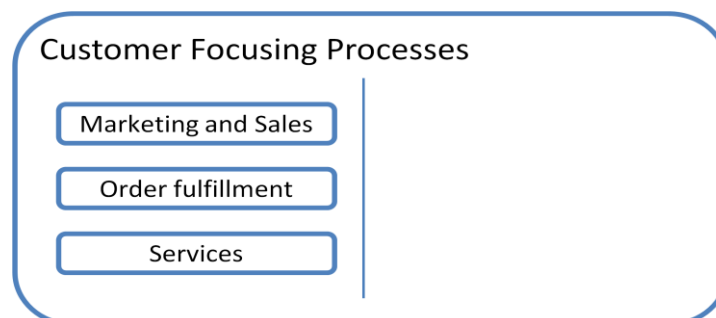 Customer Focusing Processes
Marketing and Sales
Order fulfillment
Services